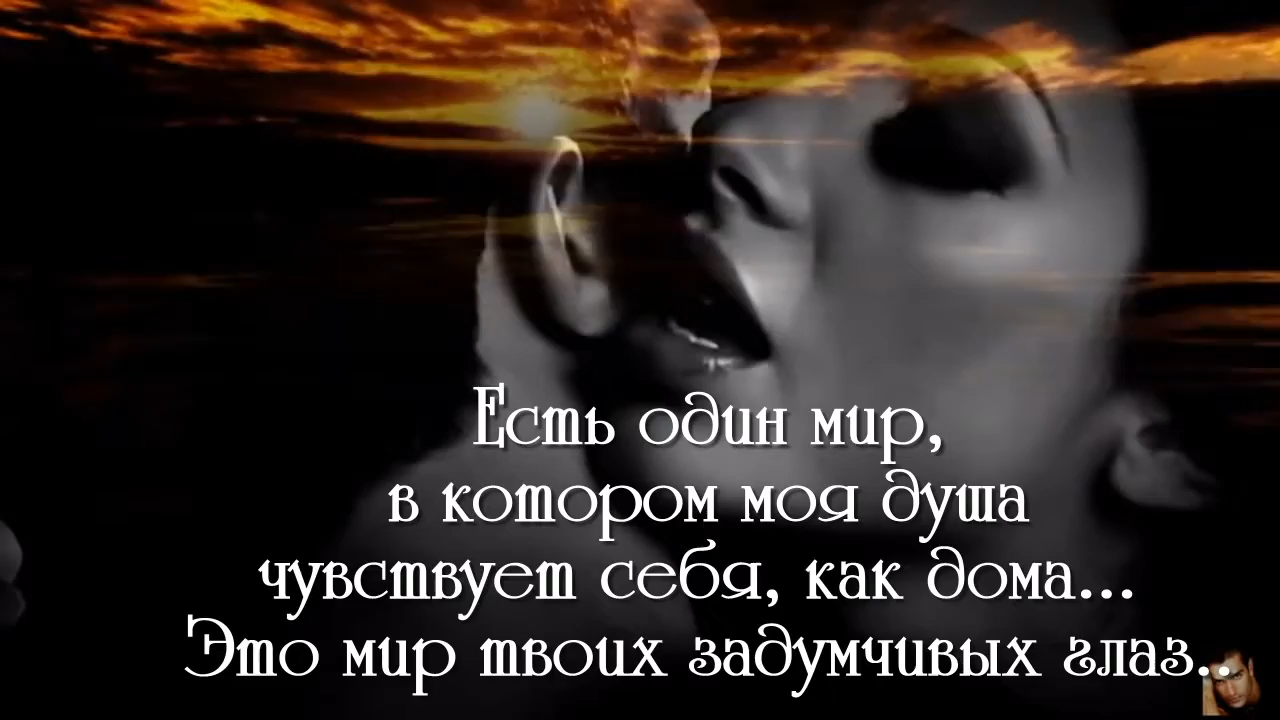 Есть один мир,
в котором моя душа
чувствует себя, как дома...
Это мир твоих задумчивых глаз..